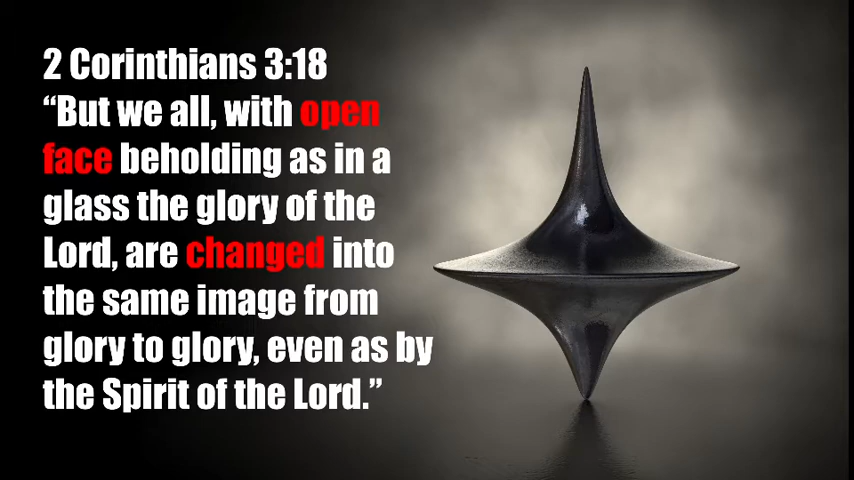 2 Corinthians 3:18
“But we all, with open
face beholding as in a
glass the glory of the
Lord, are changed into
the same image from
glory to glory, even as by
the Spirit of the Lord.”